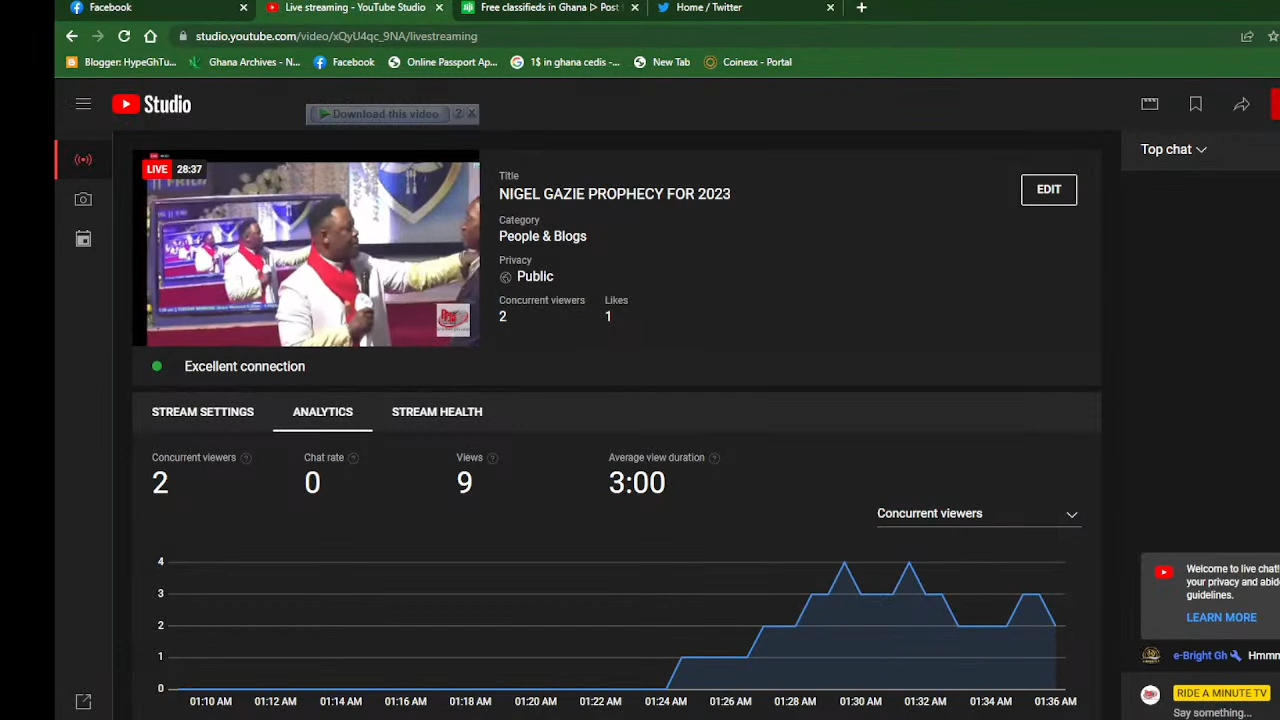 Facebook
Live streaming - YouTube Studio
Free classifieds in Ghana ᐅ Post
Home / Twitter
studio.youtube.com/video/xQyU4qc_9NA/livestreaming
Blogger: HypeGhTu...
Ghana Archives - N...
Facebook
Online Passport Ap...
1$ in ghana cedis -...
New Tab
Coinexx - Portal
Studio
Download this video
?
Top chat
LIVE 28:37
Title
NIGEL GAZIE PROPHECY FOR 2023
EDIT
Category
People & Blogs
Privacy
Public
Concurrent viewers
Likes
2
1
Excellent connection
STREAM SETTINGS
ANALYTICS
STREAM HEALTH
Concurrent viewers
Chat rate
Views
Average view duration
2
0
9
3:00
Concurrent viewers
4
3
2
1
0
01:10 AM
01:12 AM
01:14 AM
01:16 AM
01:18 AM
01:20 AM
01:22 AM
01:24 AM
01:26 AM
01:28 AM
01:30 AM
01:32 AM
01:34 AM
01:36 AM
Welcome to live chat!
your privacy and abid
guidelines.
LEARN MORE
e-Bright Gh Hmmm
RIDE A MINUTE TV
Say something...